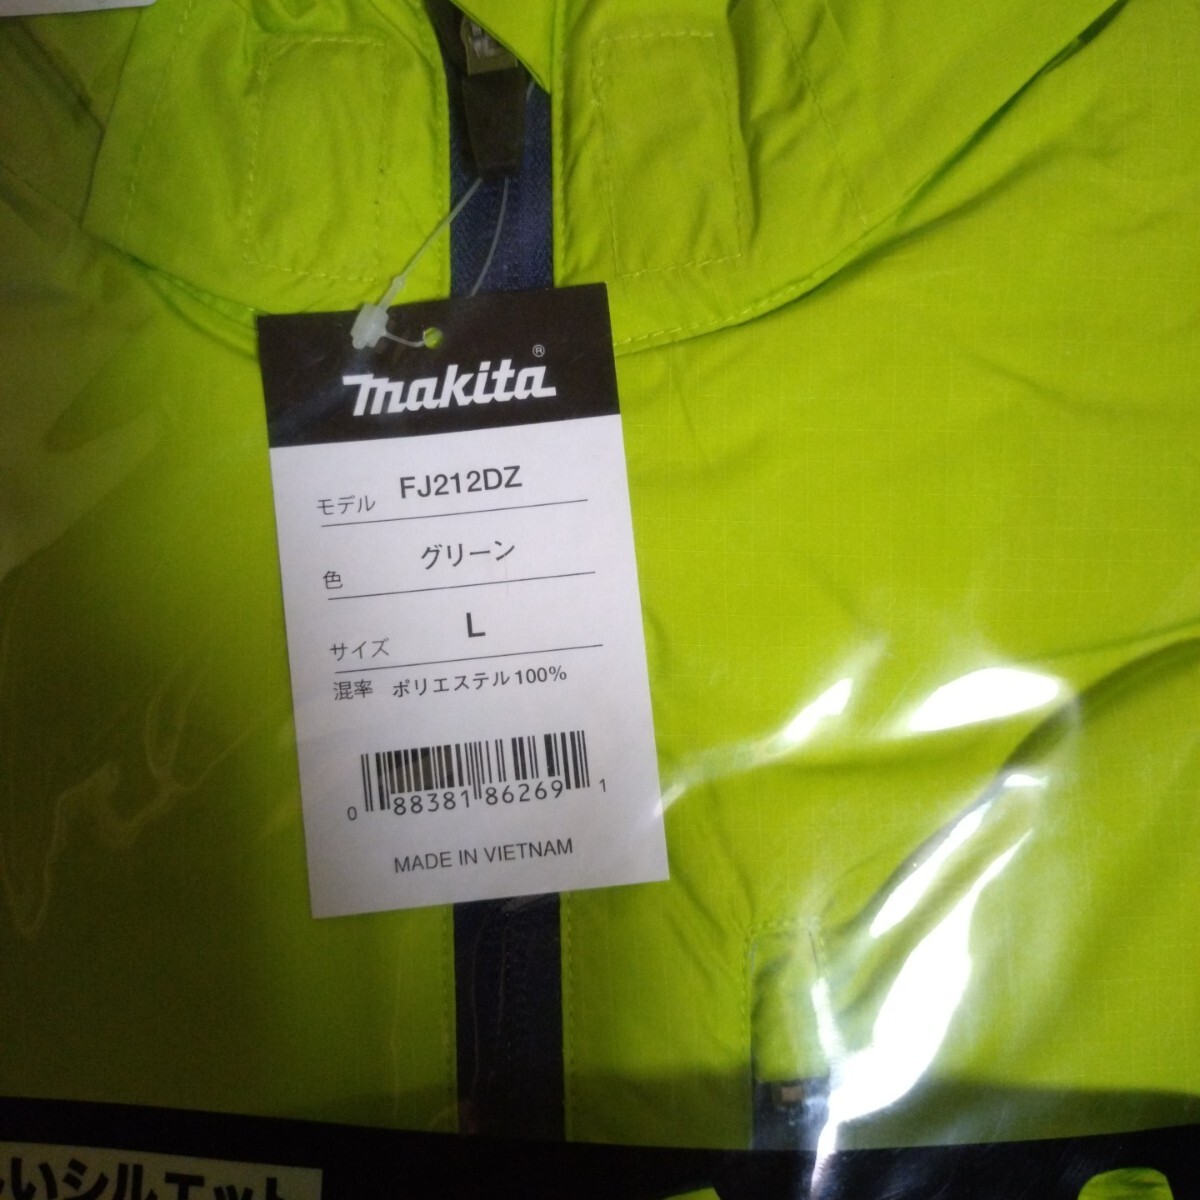 makita®
モデル FJ212DZ
色 グリーン
サイズ L
混率 ポリエステル100%
0 88381 86269 1
MADE IN VIETNAM
いシルエット